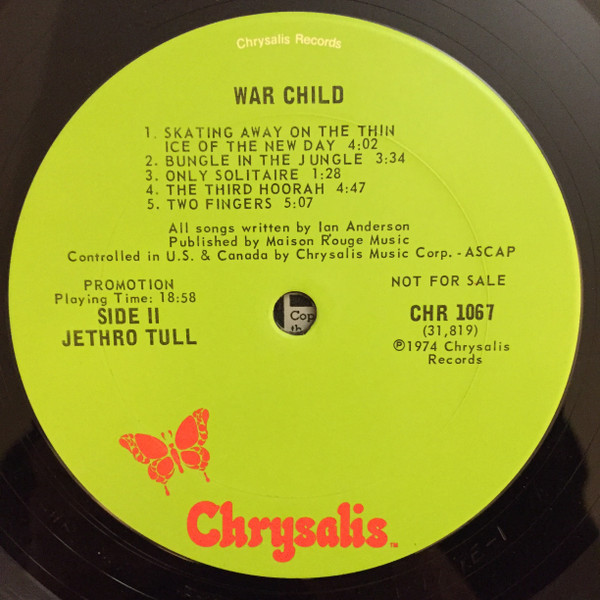 Chrysalis Records
WAR CHILD
1. SKATING AWAY ON THE THIN
ICE OF THE NEW DAY 4:02
2. BUNGLE IN THE JUNGLE 3:34
3. ONLY SOLITAIRE 1:28
4. THE THIRD HOORAH 4:47
5. TWO FINGERS 5:07
All songs written by Ian Anderson
Published by Maison Rouge Music
Controlled in U.S. & Canada by Chrysalis Music Corp. - ASCAP
PROMOTION
Playing Time: 18:58
SIDE II
JETHRO TULL
NOT FOR SALE
CHR 1067
(31,819)
℗1974 Chrysalis
Records
Cop
th
Chrysalis™